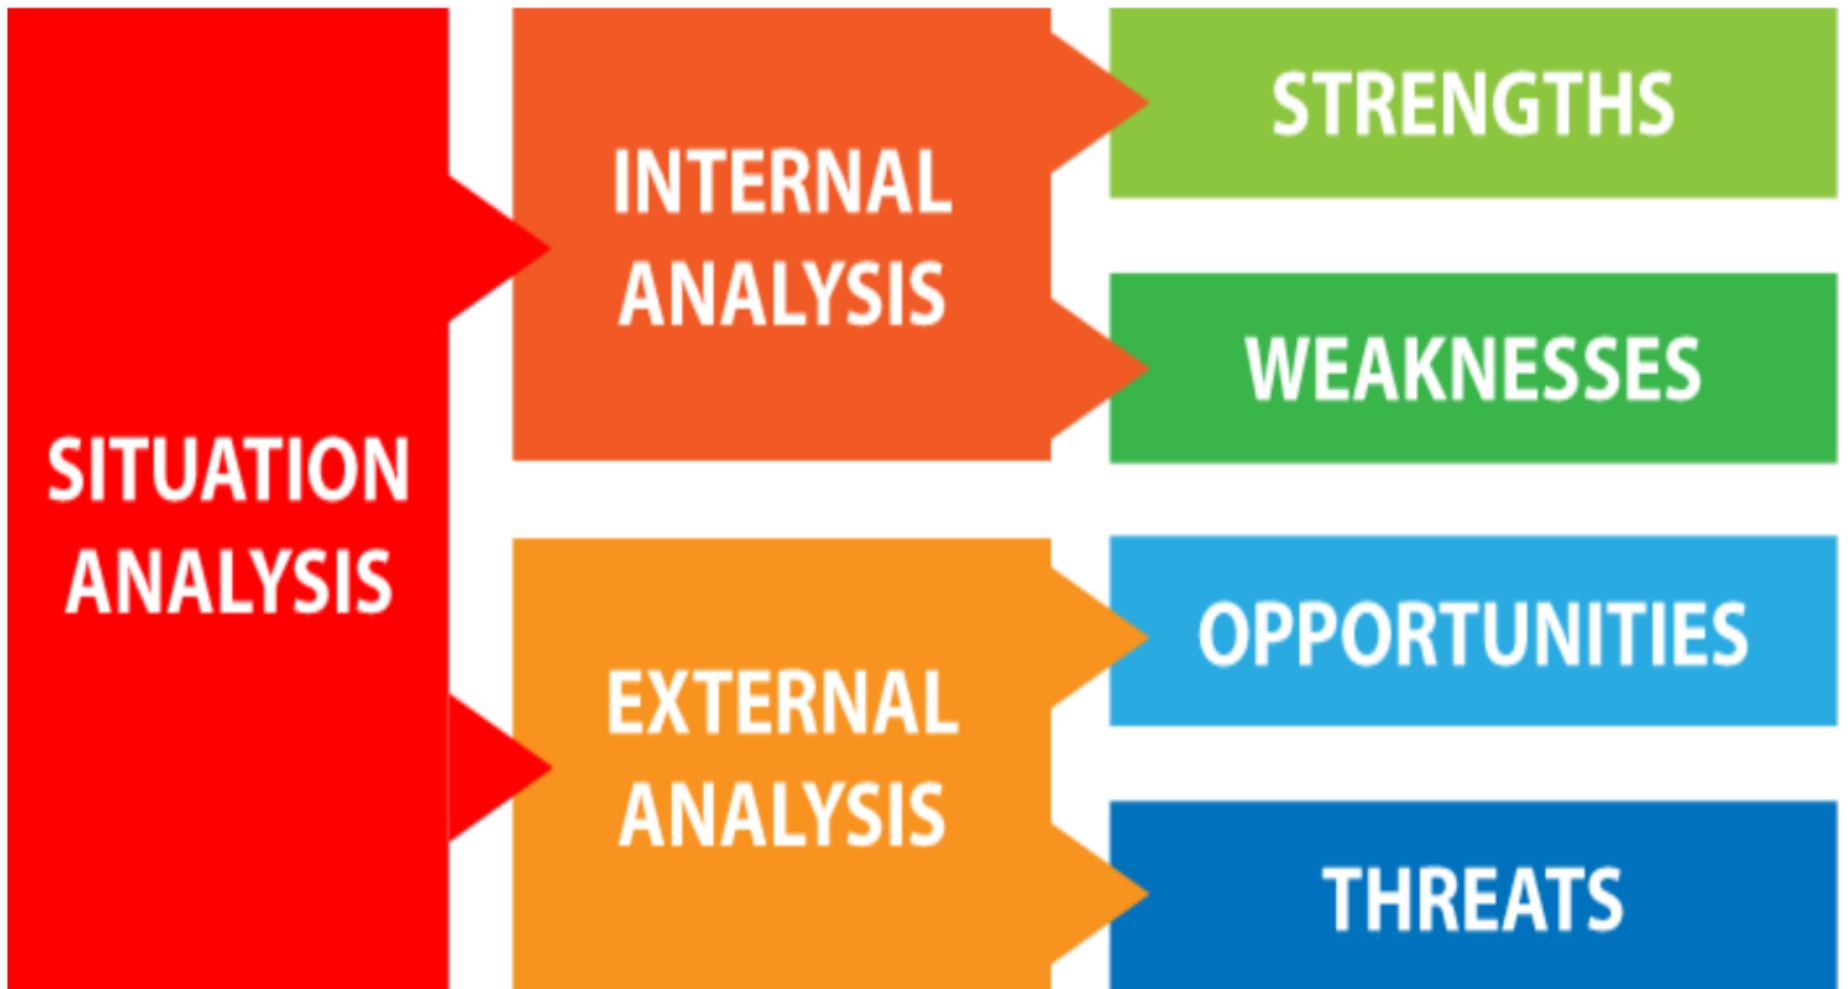 SITUATION
ANALYSIS
INTERNAL
ANALYSIS
EXTERNAL
ANALYSIS
STRENGTHS
WEAKNESSES
OPPORTUNITIES
THREATS